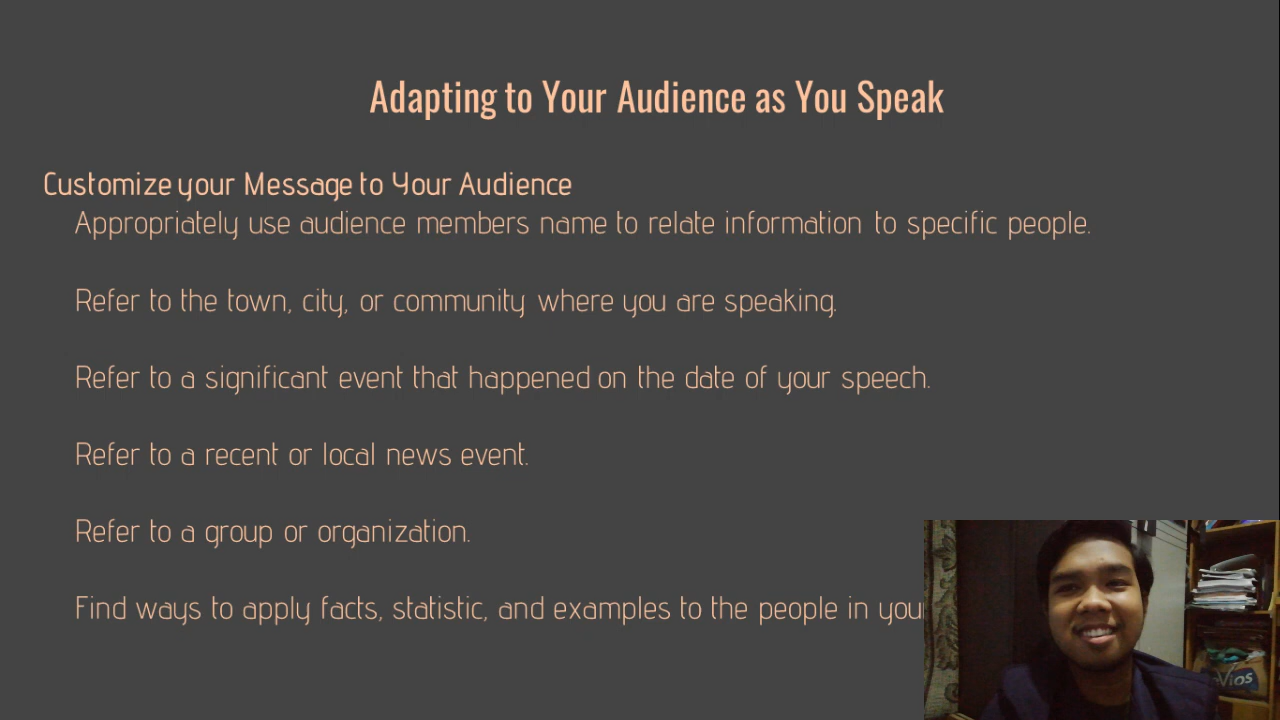 Adapting to Your Audience as You Speak
Customize your Message to Your Audience
Appropriately use audience members name to relate information to specific people.
Refer to the town, city, or community where you are speaking.
Refer to a significant event that happened on the date of your speech.
Refer to a recent or local news event.
Refer to a group or organization.
Find ways to apply facts, statistic, and examples to the people in your
Vios